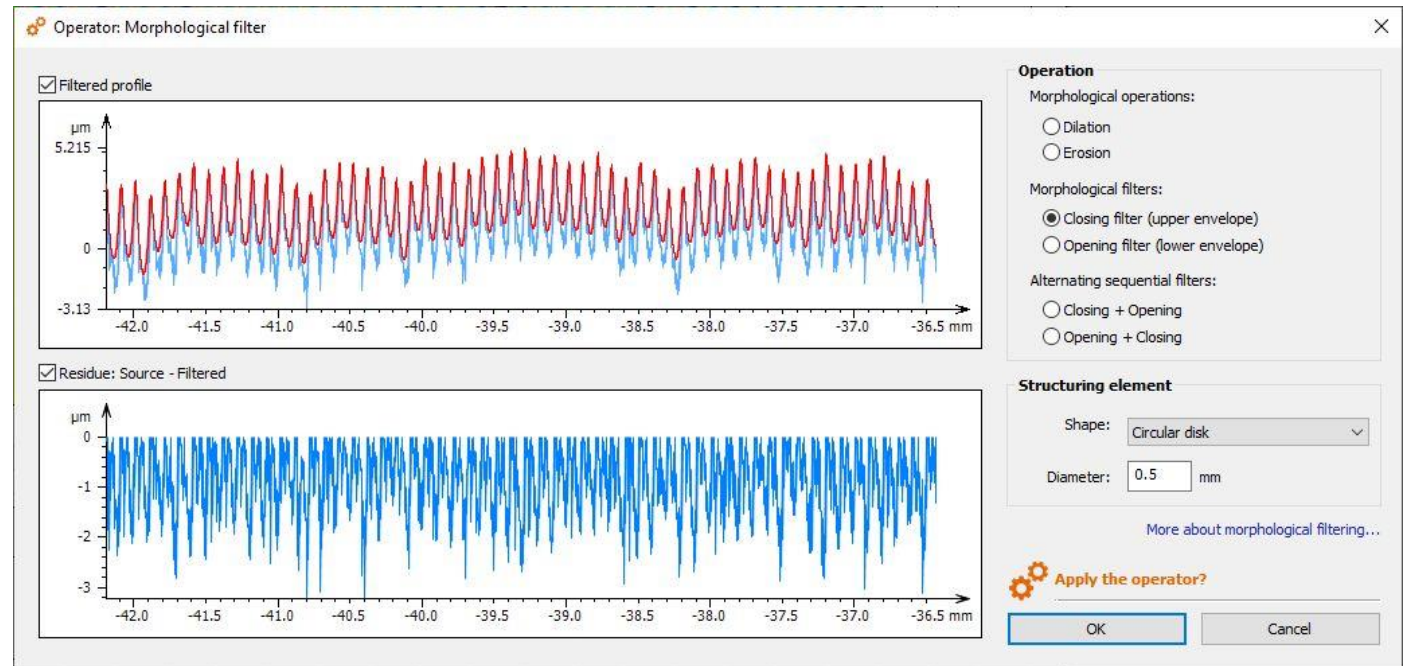 Operator: Morphological filter
Filtered profile
µm
5.215
0
-3.13
-42.0 -41.5 -41.0 -40.5 -40.0 -39.5 -39.0 -38.5 -38.0 -37.5 -37.0 -36.5 mm
Residue: Source - Filtered
µm
0
-1
-2
-3
-42.0 -41.5 -41.0 -40.5 -40.0 -39.5 -39.0 -38.5 -38.0 -37.5 -37.0 -36.5 mm
Operation
Morphological operations:
Dilation
Erosion
Morphological filters:
Closing filter (upper envelope)
Opening filter (lower envelope)
Alternating sequential filters:
Closing + Opening
Opening + Closing
Structuring element
Shape: Circular disk
Diameter: 0.5 mm
More about morphological filtering...
Apply the operator?
OK Cancel